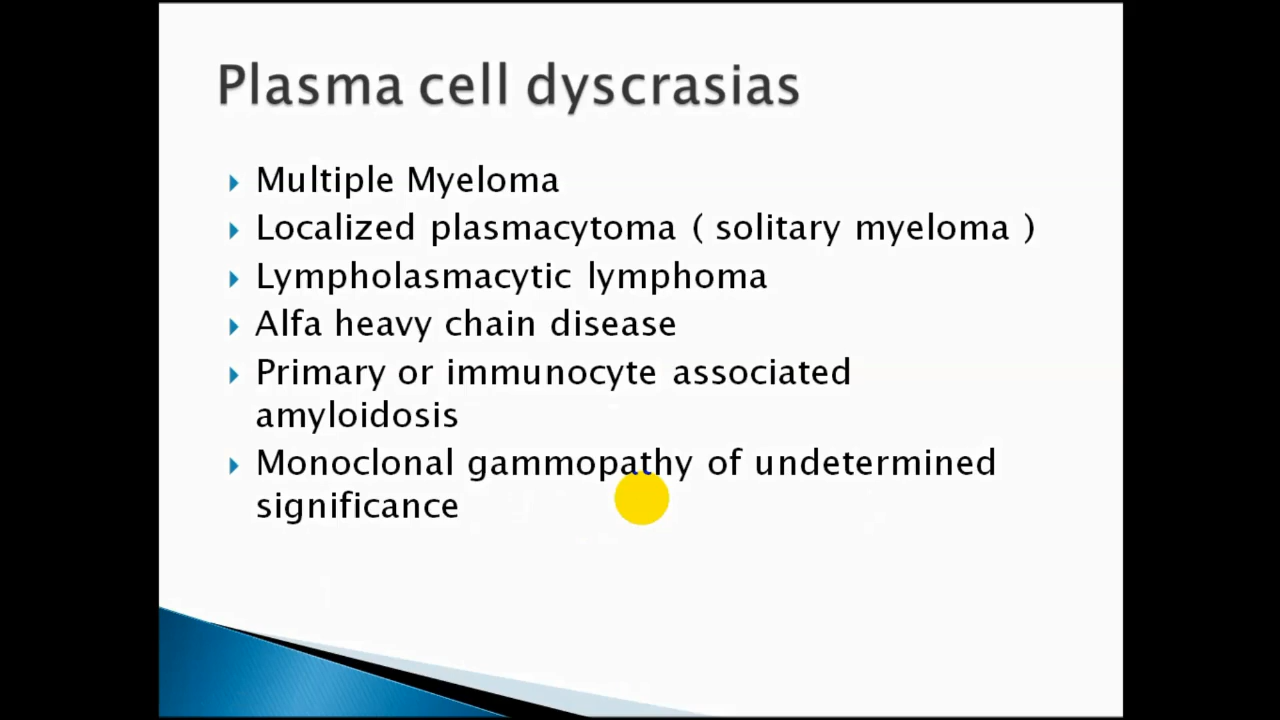 Plasma cell dyscrasias
Multiple Myeloma
Localized plasmacytoma ( solitary myeloma )
Lympholasmacytic lymphoma
Alfa heavy chain disease
Primary or immunocyte associated
amyloidosis
Monoclonal gammopathy of undetermined
significance